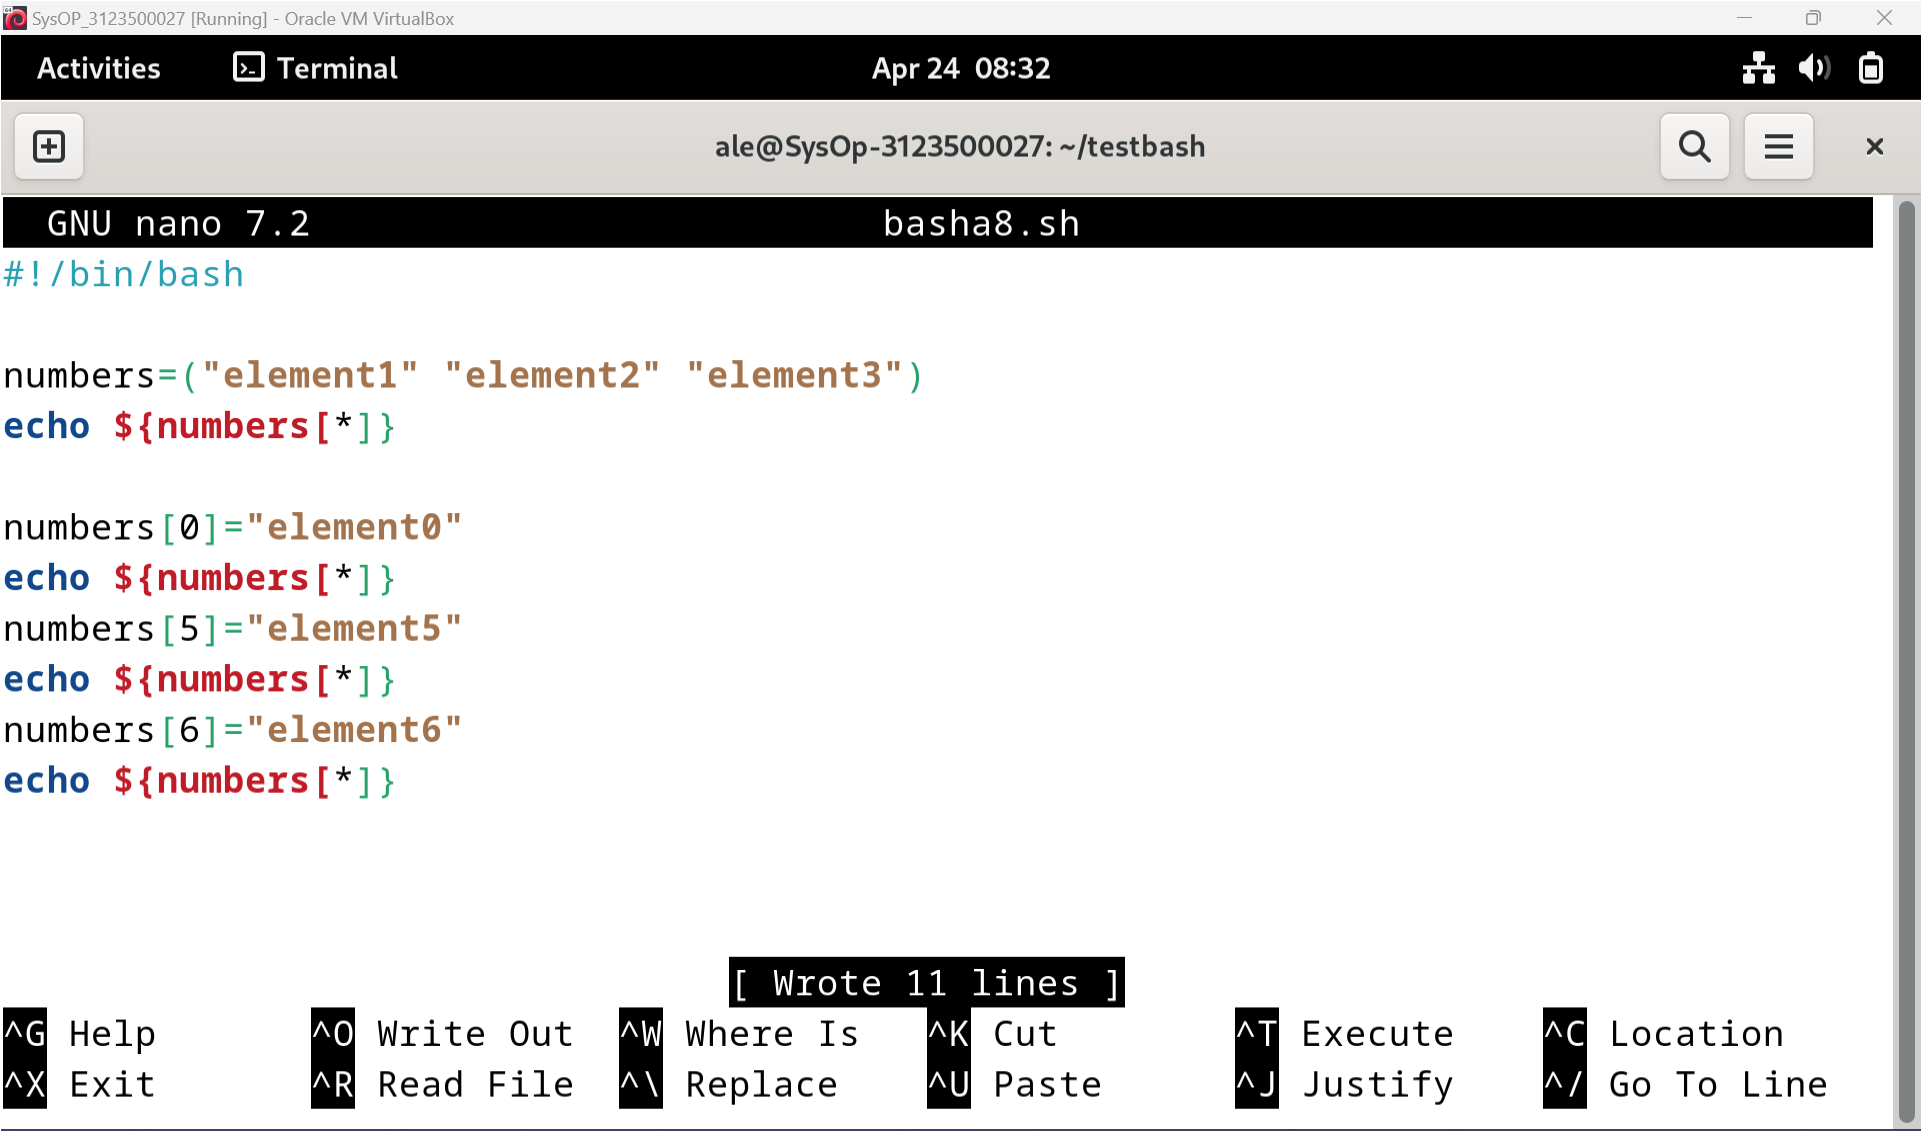 SysOP_3123500027 [Running] - Oracle VM VirtualBox
Activities Terminal Apr 24 08:32
ale@SysOp-3123500027: ~/testbash
GNU nano 7.2 basha8.sh
#!/bin/bash
numbers=("element1" "element2" "element3")
echo ${numbers[*]}
numbers[0]="element0"
echo ${numbers[*]}
numbers[5]="element5"
echo ${numbers[*]}
numbers[6]="element6"
echo ${numbers[*]}
[ Wrote 11 lines ]
^G Help ^O Write Out ^W Where Is ^K Cut ^T Execute ^C Location
^X Exit ^R Read File ^\ Replace ^U Paste ^J Justify ^/ Go To Line